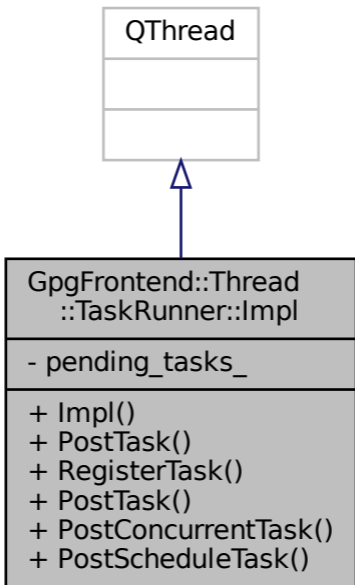 QThread
GpgFrontend::Thread
::TaskRunner::Impl
- pending_tasks_
+ Impl()
+ PostTask()
+ RegisterTask()
+ PostTask()
+ PostConcurrentTask()
+ PostScheduleTask()